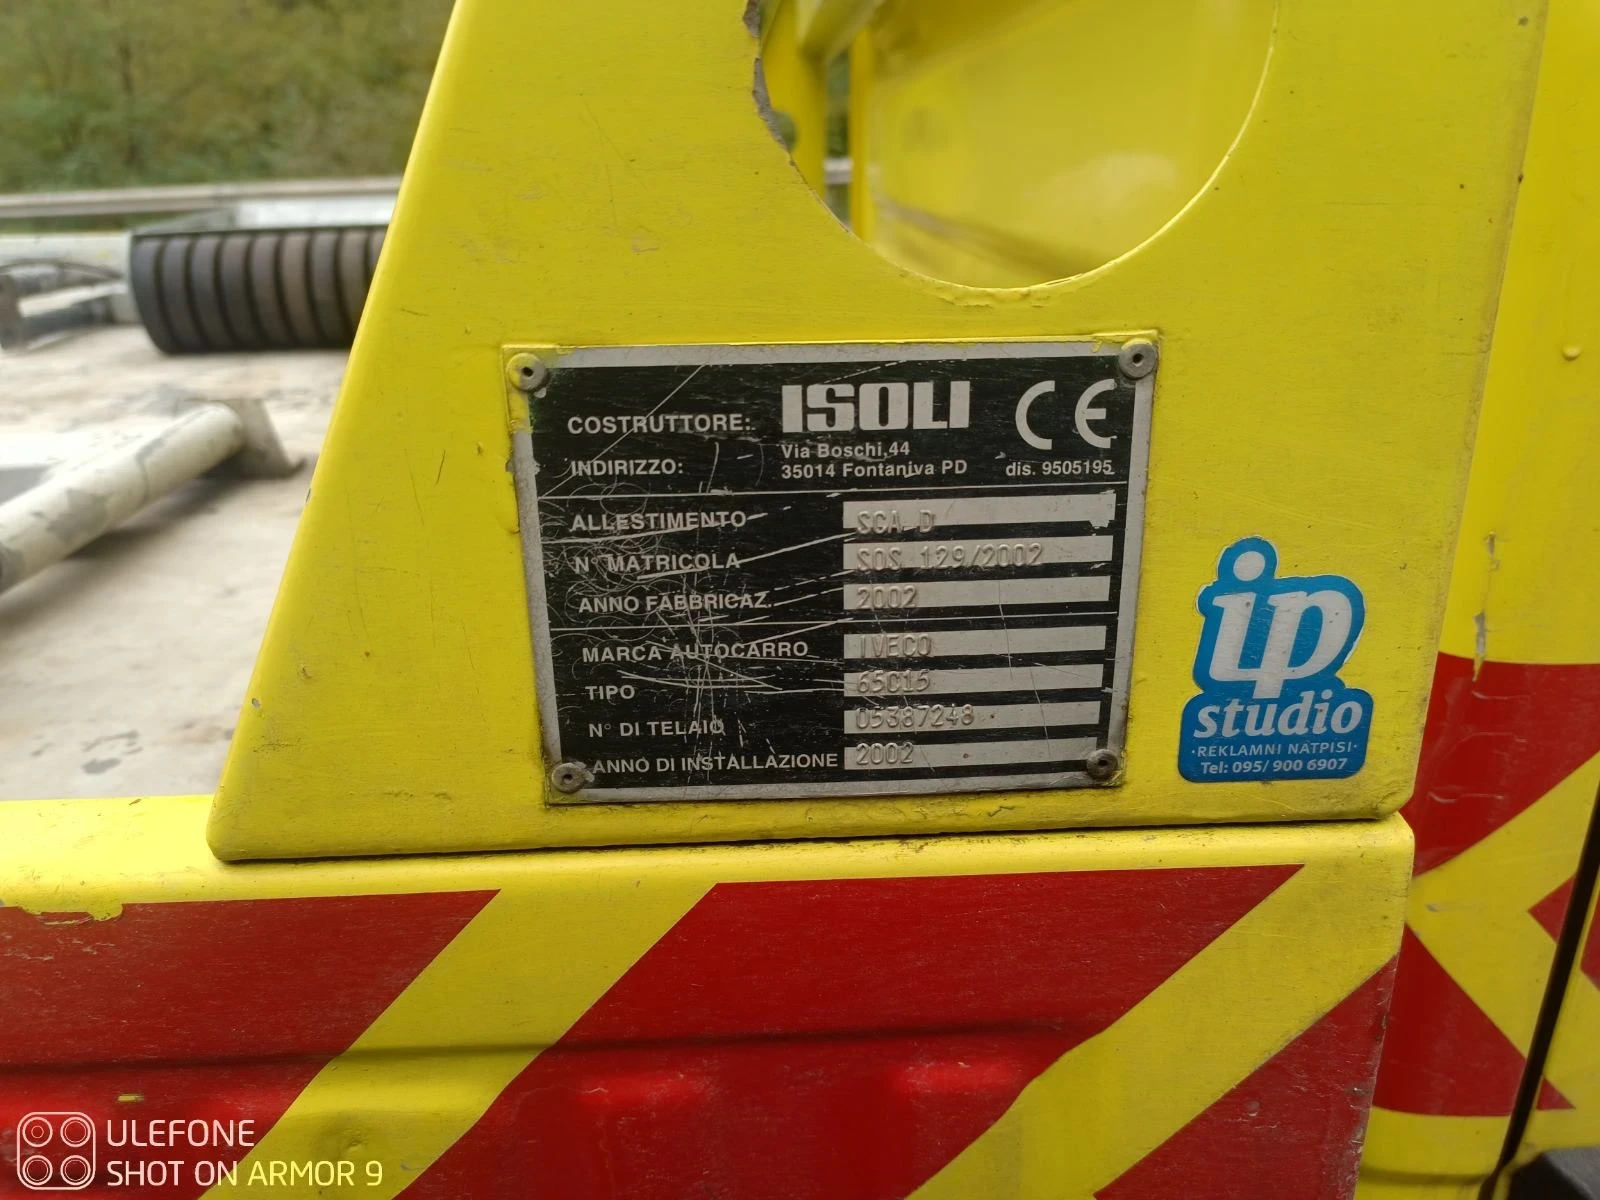 COSTRUTTORE: ISOLI CE
INDIRIZZO: Via Boschi,44
35014 Fontaniva PD dis. 9505195
ALLESTIMENTO SCA D
N° MATRICOLA SOS 129/2002
ANNO FABBRICAZ. 2002
MARCA AUTOCARRO IVECO
TIPO 65C15
N° DI TELAIO 05387248
ANNO DI INSTALLAZIONE 2002
ip
studio
·REKLAMNI NATPISI·
Tel: 095/ 900 6907
ULEFONE
SHOT ON ARMOR 9